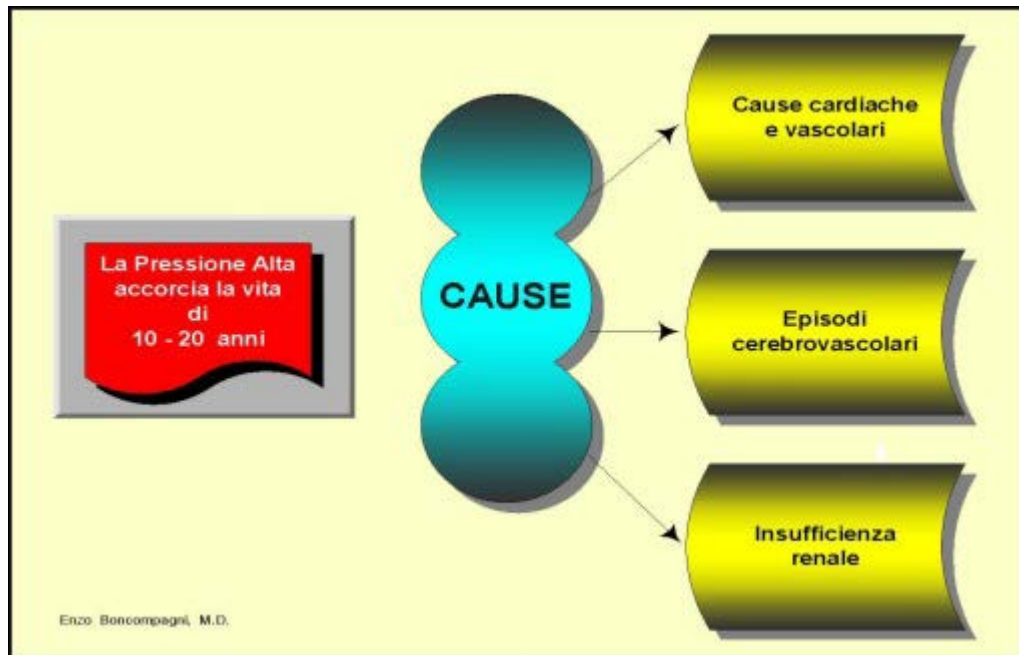 La Pressione Alta
accorcia la vita
di
10 - 20 anni
CAUSE
Cause cardiache
e vascolari
Episodi
cerebrovascolari
Insufficienza
renale
Enzo Boncompagni, M.D.